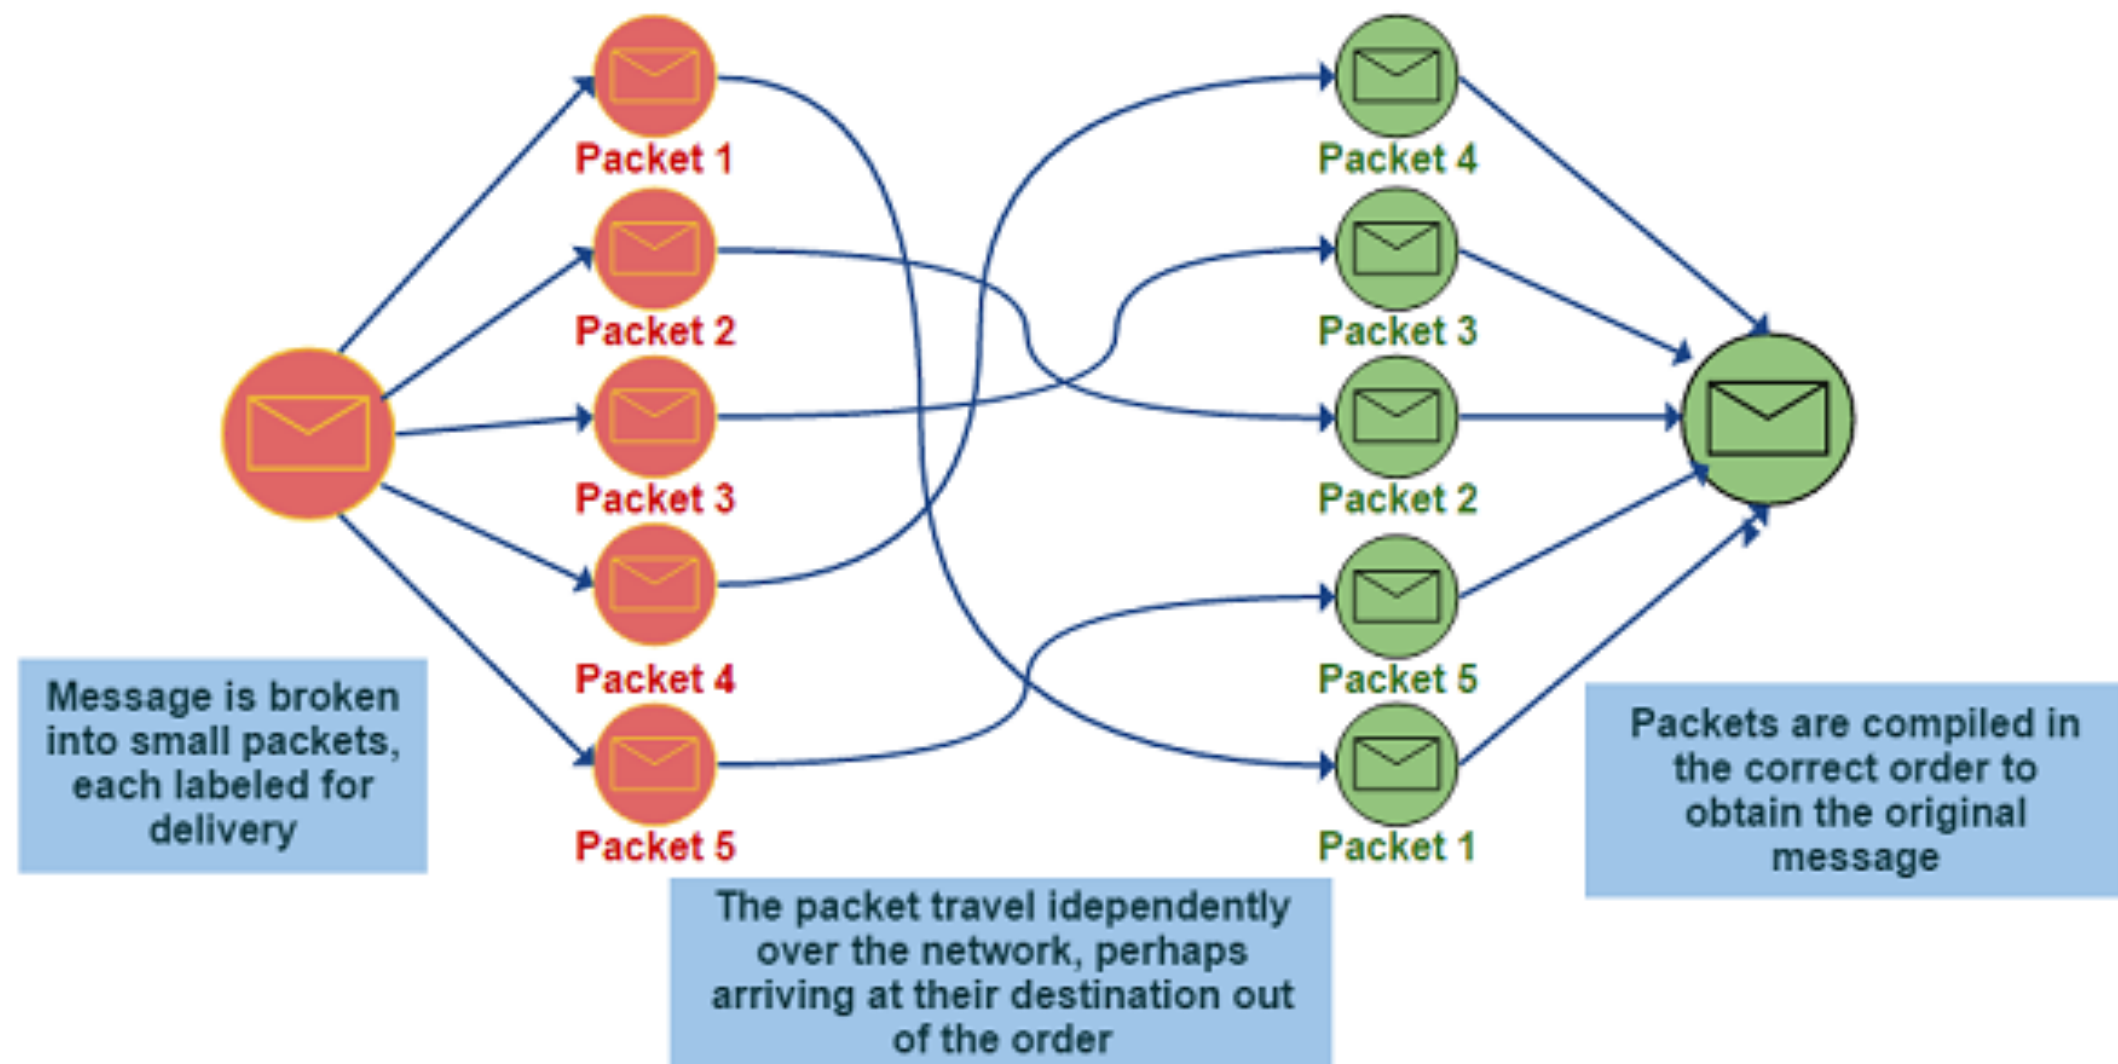 Packet 1
Packet 2
Packet 3
Packet 4
Packet 5
Packet 4
Packet 3
Packet 2
Packet 5
Packet 1
Message is broken
into small packets,
each labeled for
delivery
The packet travel idependently
over the network, perhaps
arriving at their destination out
of the order
Packets are compiled in
the correct order to
obtain the original
message